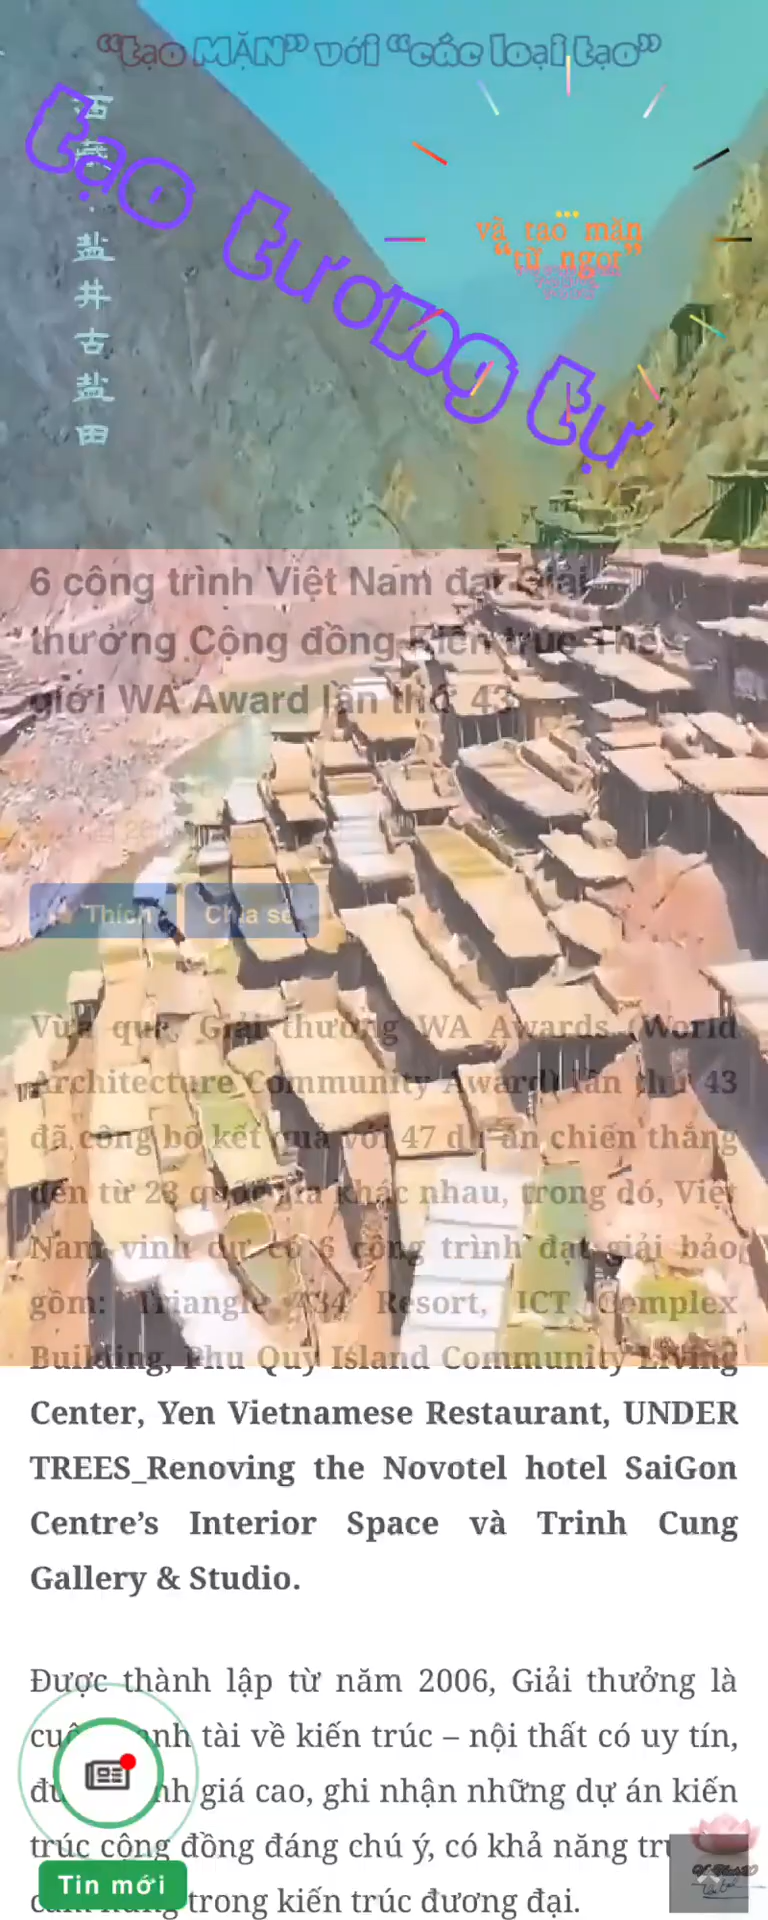 “tạo MẶN” với “các loại tạo”
tạo tương tự
và tạo mặn
“từ ngọt”
盐井古盐田
6 công trình Việt Nam đạt Giải
thưởng Cộng đồng Kiến trúc Thế
giới WA Award lần thứ 43
Thích
Chia sẻ
Vừa qua, Giải thưởng WA Awards (World
Architecture Community Award) lần thứ 43
đã công bố kết quả với 47 dự án chiến thắng
đến từ 23 quốc gia khác nhau, trong đó, Việt
Nam vinh dự có 6 công trình đạt giải bao
gồm: Triangle 434 Resort, ICT Complex
Building, Phu Quy Island Community Living
Center, Yen Vietnamese Restaurant, UNDER
TREES_Renoving the Novotel hotel SaiGon
Centre’s Interior Space và Trinh Cung
Gallery & Studio.
Được thành lập từ năm 2006, Giải thưởng là
tài về kiến trúc – nội thất có uy tín,
giá cao, ghi nhận những dự án kiến
trúc cộng đồng đáng chú ý, có khả năng
trong kiến trúc đương đại.
Tin mới